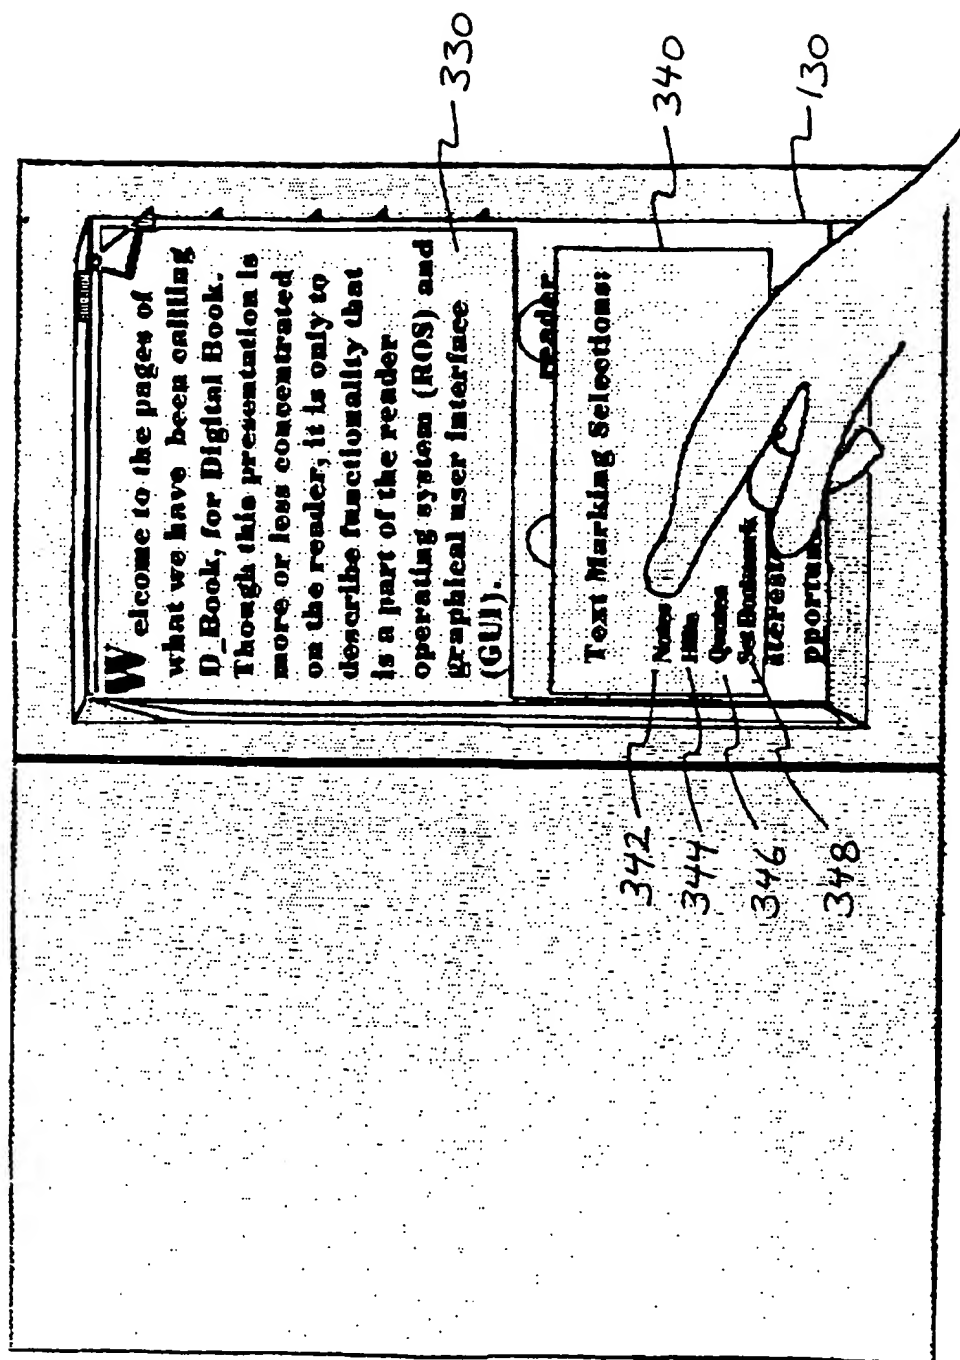 Welcome to the pages of
what we have been calling
D_Book, for Digital Book.
Though this presentation is
more or less concentrated
on the reader, it is only to
describe functionality that
is a part of the reader
operating system (ROS) and
graphical user interface
(GUI).
reader
Text Marking Selections:
Notes
Quotes
Set Bookmark
nterest
pportun
330
340
130
342
344
346
348